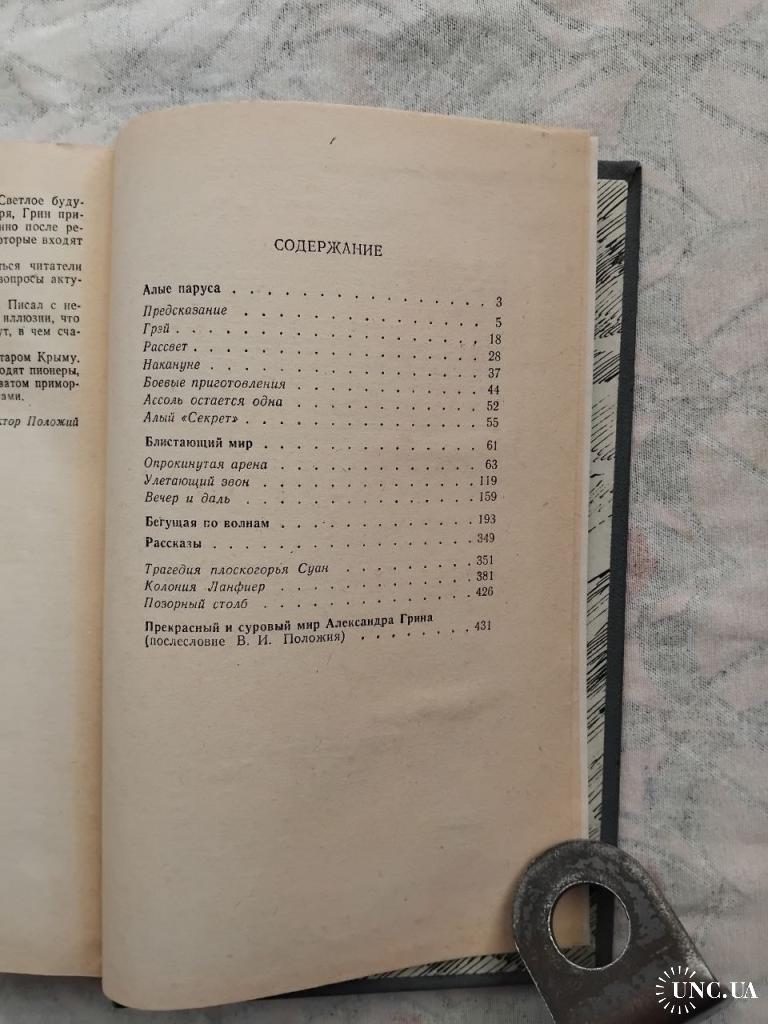 Светлое буду-
ря, Грин при-
нно после ре-
оторые входят
ться читатели
вопросы акту-
Писал с не-
иллюзии, что
ут, в чем сча-
таром Крыму.
одят пионеры,
ватом примор-
ами.
ктор Положий
СОДЕРЖАНИЕ
Алые паруса . . . . . . . . . . . . . . . 3
Предсказание . . . . . . . . . . . . . . 5
Грэй . . . . . . . . . . . . . . . . . 18
Рассвет . . . . . . . . . . . . . . . . 28
Накануне . . . . . . . . . . . . . . . 37
Боевые приготовления . . . . . . . . . . . 44
Ассоль остается одна . . . . . . . . . . . 52
Алый «Секрет» . . . . . . . . . . . . . 55
Блистающий мир . . . . . . . . . . . . . 61
Опрокинутая арена . . . . . . . . . . . . 63
Улетающий звон . . . . . . . . . . . . . 119
Вечер и даль . . . . . . . . . . . . . . 159
Бегущая по волнам . . . . . . . . . . . . 193
Рассказы . . . . . . . . . . . . . . . 349
Трагедия плоскогорья Суан . . . . . . . . . 351
Колония Ланфиер . . . . . . . . . . . . 381
Позорный столб . . . . . . . . . . . . . 426
Прекрасный и суровый мир Александра Грина
(послесловие В. И. Положия) . . . . . . . . 431
UNC.UA